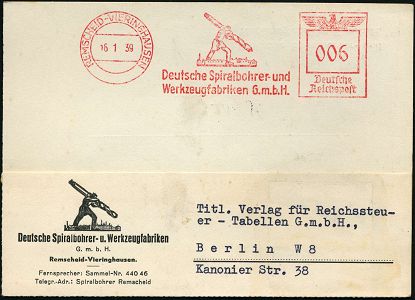 REMSCHEID-VIERINGHAUSEN
16 1 39
Deutsche Spiralbohrer-und
Werkzeugfabriken G.m.b.H.
006
Deutsche
Reichspost
Deutsche Spiralbohrer- u. Werkzeugfabriken
G. m. b. H.
Remscheid-Vieringhausen.
Fernsprecher: Sammel-Nr. 440 46
Telegr.-Adr.: Spiralbohrer Remscheid
Titl. Verlag für Reichssteu-
er - Tabellen G.m.b.H.,
Berlin W8
Kanonier Str. 38